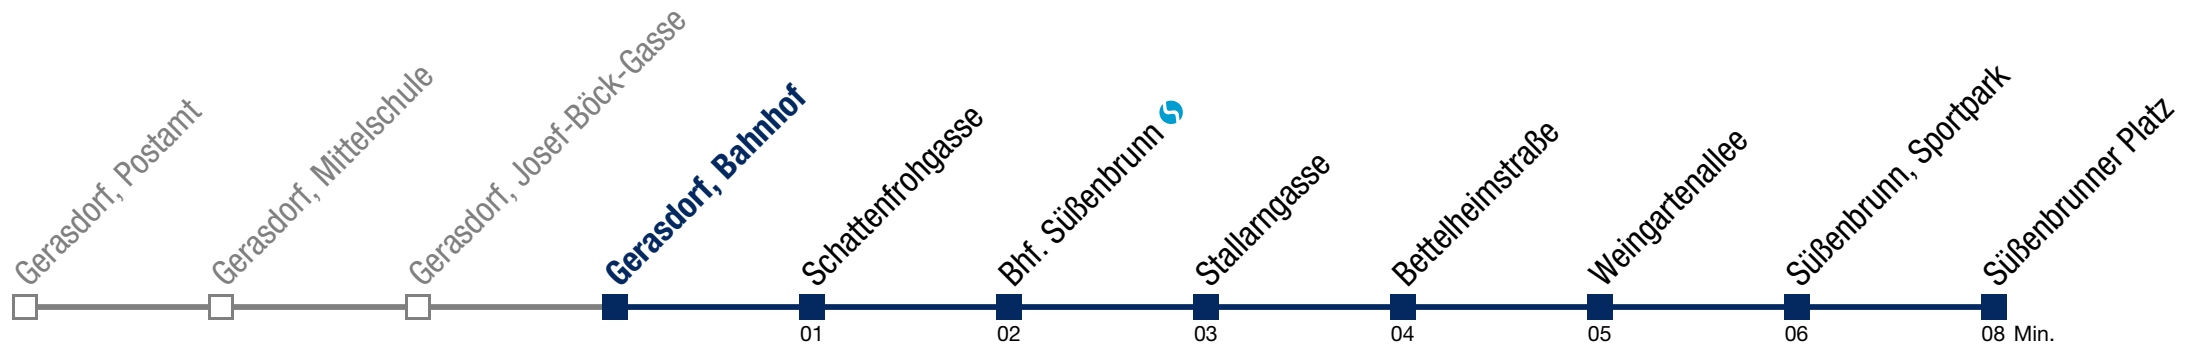 Gerasdorf, Postamt
Gerasdorf, Mittelschule
Gerasdorf, Josef-Böck-Gasse
Gerasdorf, Bahnhof
Schattenfrohgasse
Bhf. Süßenbrunn
Stallarngasse
Bettelheimstraße
Weingartenallee
Süßenbrunn, Sportpark
Süßenbrunner Platz
01 02 03 04 05 06 08 Min.